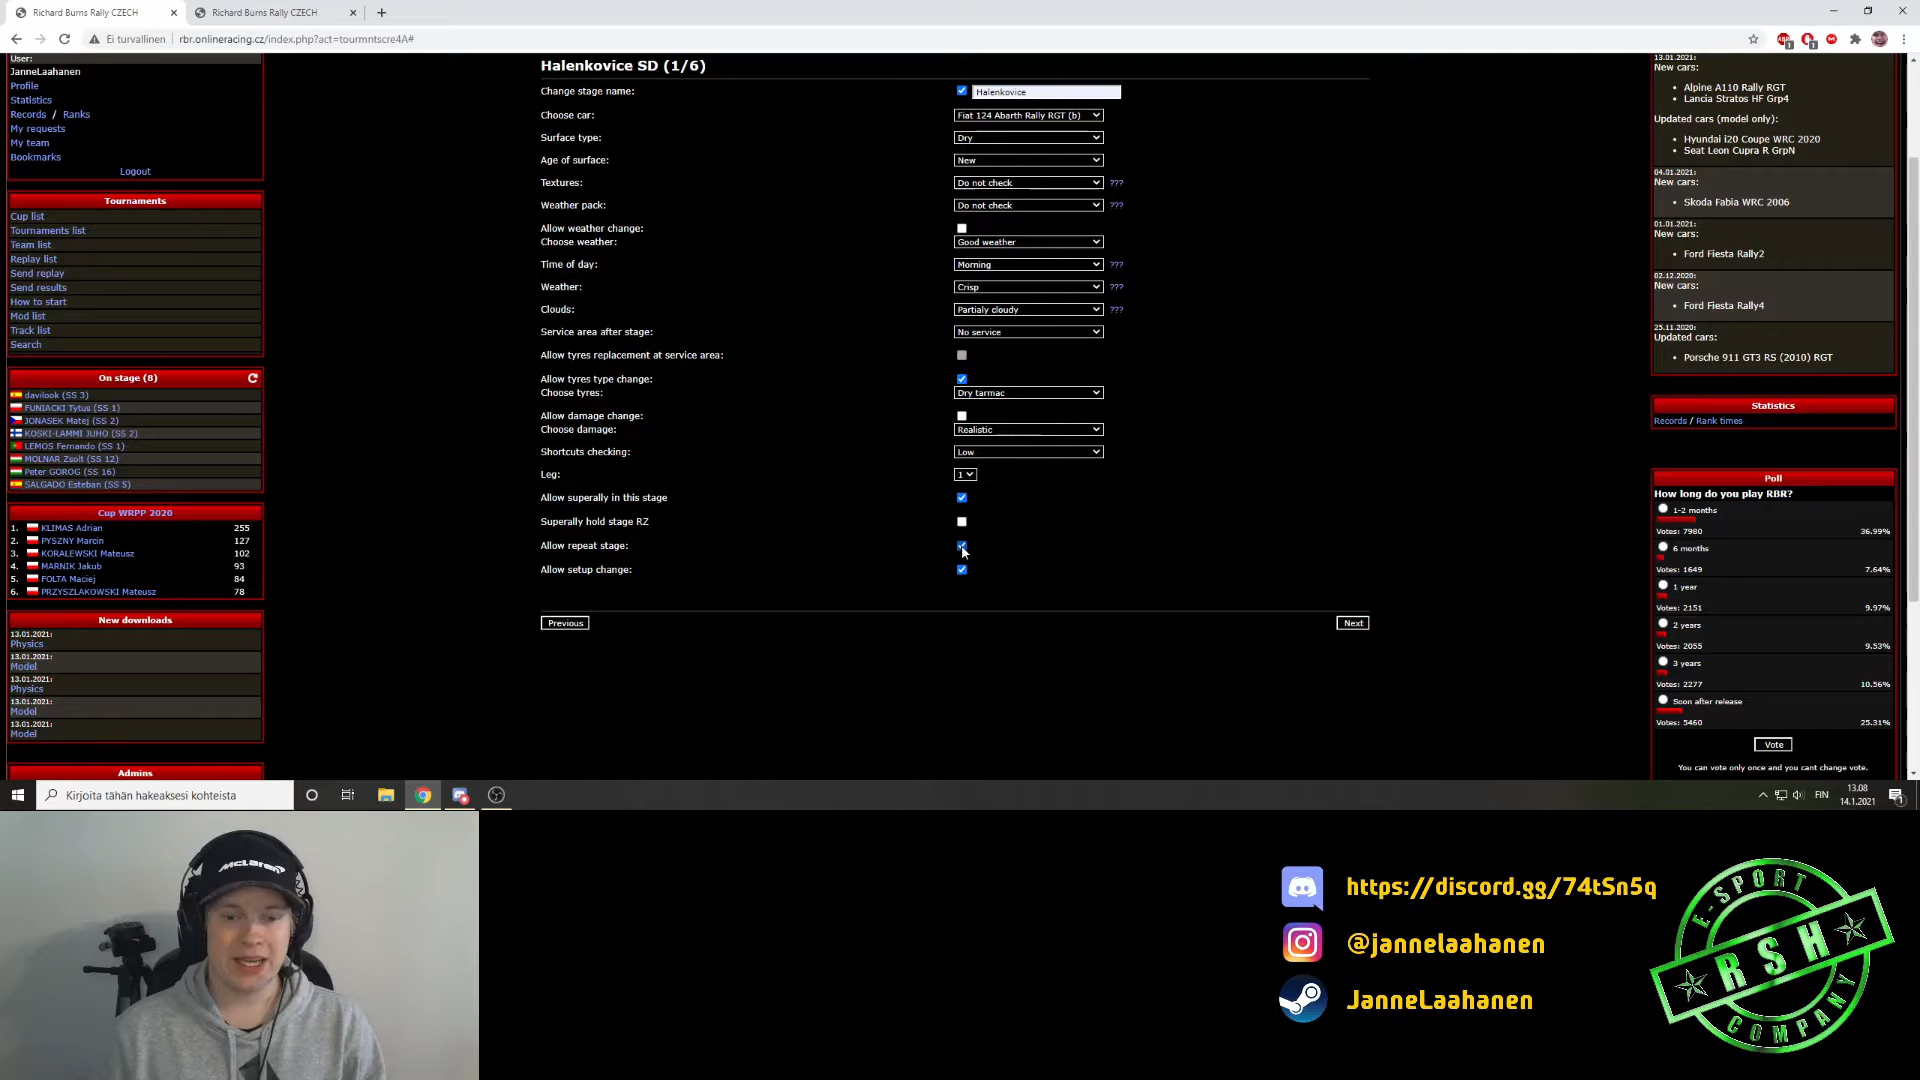 Richard Burns Rally CZECH
Richard Burns Rally CZECH
Ei turvallinen
rbr.onlineracing.cz/index.php?act=tourmntscre4A#
User:
JanneLaahanen
Profile
Statistics
Records / Ranks
My requests
My team
Bookmarks
Logout
Tournaments
Cup list
Tournaments list
Team list
Replay list
Send replay
Send results
How to start
Mod list
Track list
Search
On stage (8)
davilook (SS 3)
FUNIACKI Tytus (SS 1)
JONASEK Matej (SS 2)
KOSKI-LAMMI JUHO (SS 2)
LEMOS Fernando (SS 1)
MOLNAR Zsolt (SS 12)
Peter GOROG (SS 16)
SALGADO Esteban (SS 5)
Cup WRPP 2020
1. KLIMAS Adrian 255
2. PYSZNY Marcin 127
3. KORALEWSKI Mateusz 102
4. MARNIK Jakub 93
5. FOLTA Maciej 84
6. PRZYSZLAKOWSKI Mateusz 78
New downloads
13.01.2021:
Physics
13.01.2021:
Model
13.01.2021:
Physics
13.01.2021:
Model
13.01.2021:
Model
Admins
Halenkovice SD (1/6)
Change stage name: Halenkovice
Choose car: Fiat 124 Abarth Rally RGT (b)
Surface type: Dry
Age of surface: New
Textures: Do not check ???
Weather pack: Do not check ???
Allow weather change:
Choose weather: Good weather
Time of day: Morning ???
Weather: Crisp ???
Clouds: Partialy cloudy ???
Service area after stage: No service
Allow tyres replacement at service area:
Allow tyres type change:
Choose tyres: Dry tarmac
Allow damage change:
Choose damage: Realistic
Shortcuts checking: Low
Leg: 1
Allow superally in this stage
Superally hold stage RZ
Allow repeat stage:
Allow setup change:
Previous
Next
13.01.2021:
New cars:
Alpine A110 Rally RGT
Lancia Stratos HF Grp4
Updated cars (model only):
Hyundai i20 Coupe WRC 2020
Seat Leon Cupra R GrpN
04.01.2021:
New cars:
Skoda Fabia WRC 2006
01.01.2021:
New cars:
Ford Fiesta Rally2
02.12.2020:
New cars:
Ford Fiesta Rally4
25.11.2020:
Updated cars:
Porsche 911 GT3 RS (2010) RGT
Statistics
Records / Rank times
Poll
How long do you play RBR?
1-2 months
Votes: 7980 36.99%
6 months
Votes: 1649 7.64%
1 year
Votes: 2151 9.97%
2 years
Votes: 2055 9.53%
3 years
Votes: 2277 10.56%
Soon after release
Votes: 5460 25.31%
Vote
You can vote only once and you cant change vote.
Kirjoita tähän hakeaksesi kohteista
FIN
13.08
14.1.2021
McLaren
https://discord.gg/74tSn5q
@jannelaahanen
JanneLaahanen
E-SPORT
RSH
COMPANY